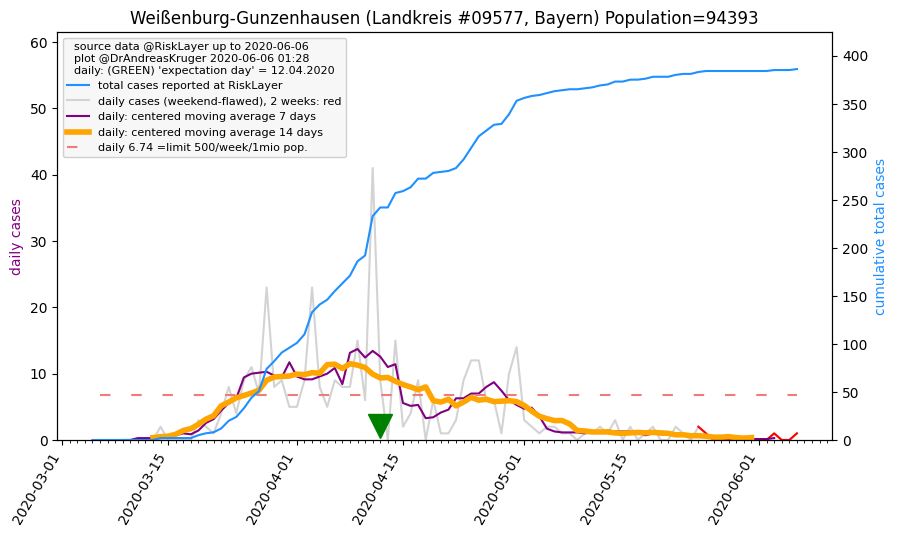 Weißenburg-Gunzenhausen (Landkreis #09577, Bayern) Population=94393
source data @RiskLayer up to 2020-06-06
plot @DrAndreasKruger 2020-06-06 01:28
daily: (GREEN) 'expectation day' = 12.04.2020
total cases reported at RiskLayer
daily cases (weekend-flawed), 2 weeks: red
daily: centered moving average 7 days
daily: centered moving average 14 days
daily 6.74 =limit 500/week/1mio pop.
daily cases
60
50
40
30
20
10
0
cumulative total cases
400
350
300
250
200
150
100
50
0
2020-03-01
2020-03-15
2020-04-01
2020-04-15
2020-05-01
2020-05-15
2020-06-01